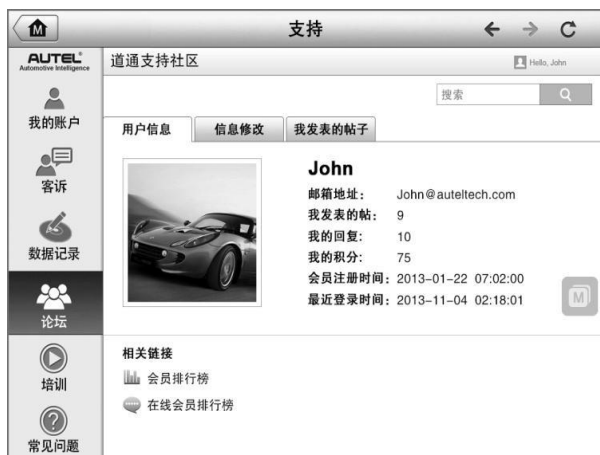 M
支持
AUTEL®
Automotive Intelligence
道通支持社区
Hello, John
搜索
我的账户
客诉
数据记录
论坛
培训
常见问题
用户信息
信息修改
我发表的帖子
John
邮箱地址： John@auteltech.com
我发表的帖： 9
我的回复: 10
我的积分: 75
会员注册时间：2013-01-22 07:02:00
最近登录时间：2013-11-04 02:18:01
M
相关链接
会员排行榜
在线会员排行榜